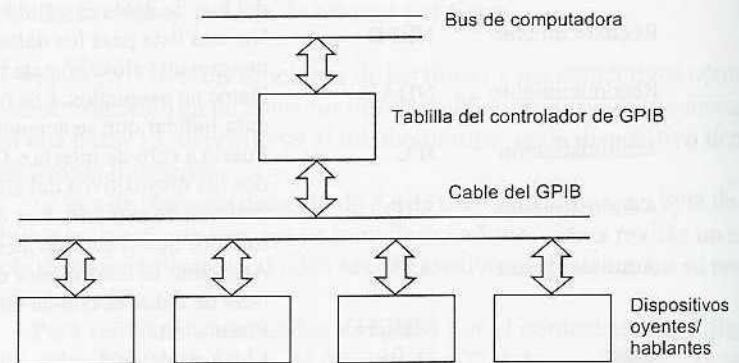 Bus de computadora
Tablilla del controlador de GPIB
Cable del GPIB
Dispositivos
oyentes/
hablantes